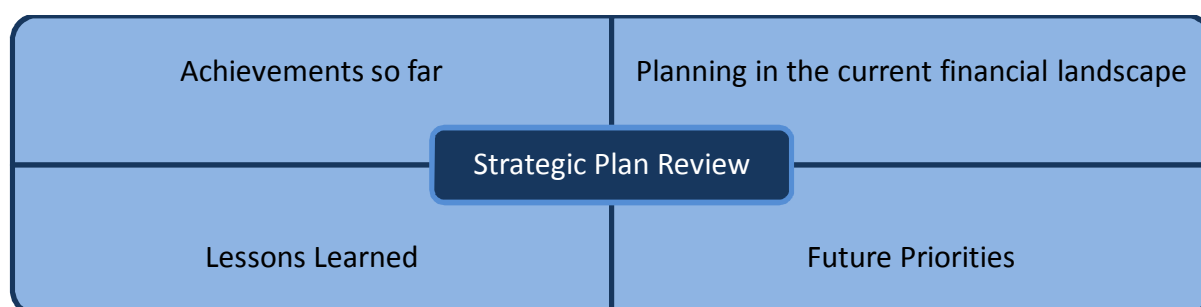 Achievements so far
Planning in the current financial landscape
Strategic Plan Review
Lessons Learned
Future Priorities